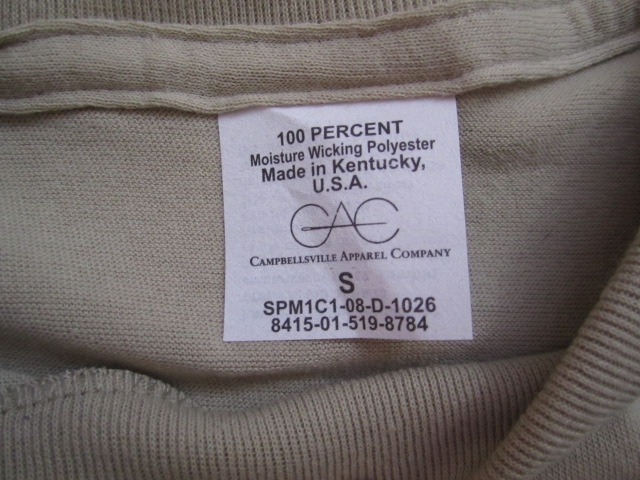 100 PERCENT
Moisture Wicking Polyester
Made in Kentucky,
U.S.A.
CAC
CAMPBELLSVILLE APPAREL COMPANY
S
SPM1C1-08-D-1026
8415-01-519-8784